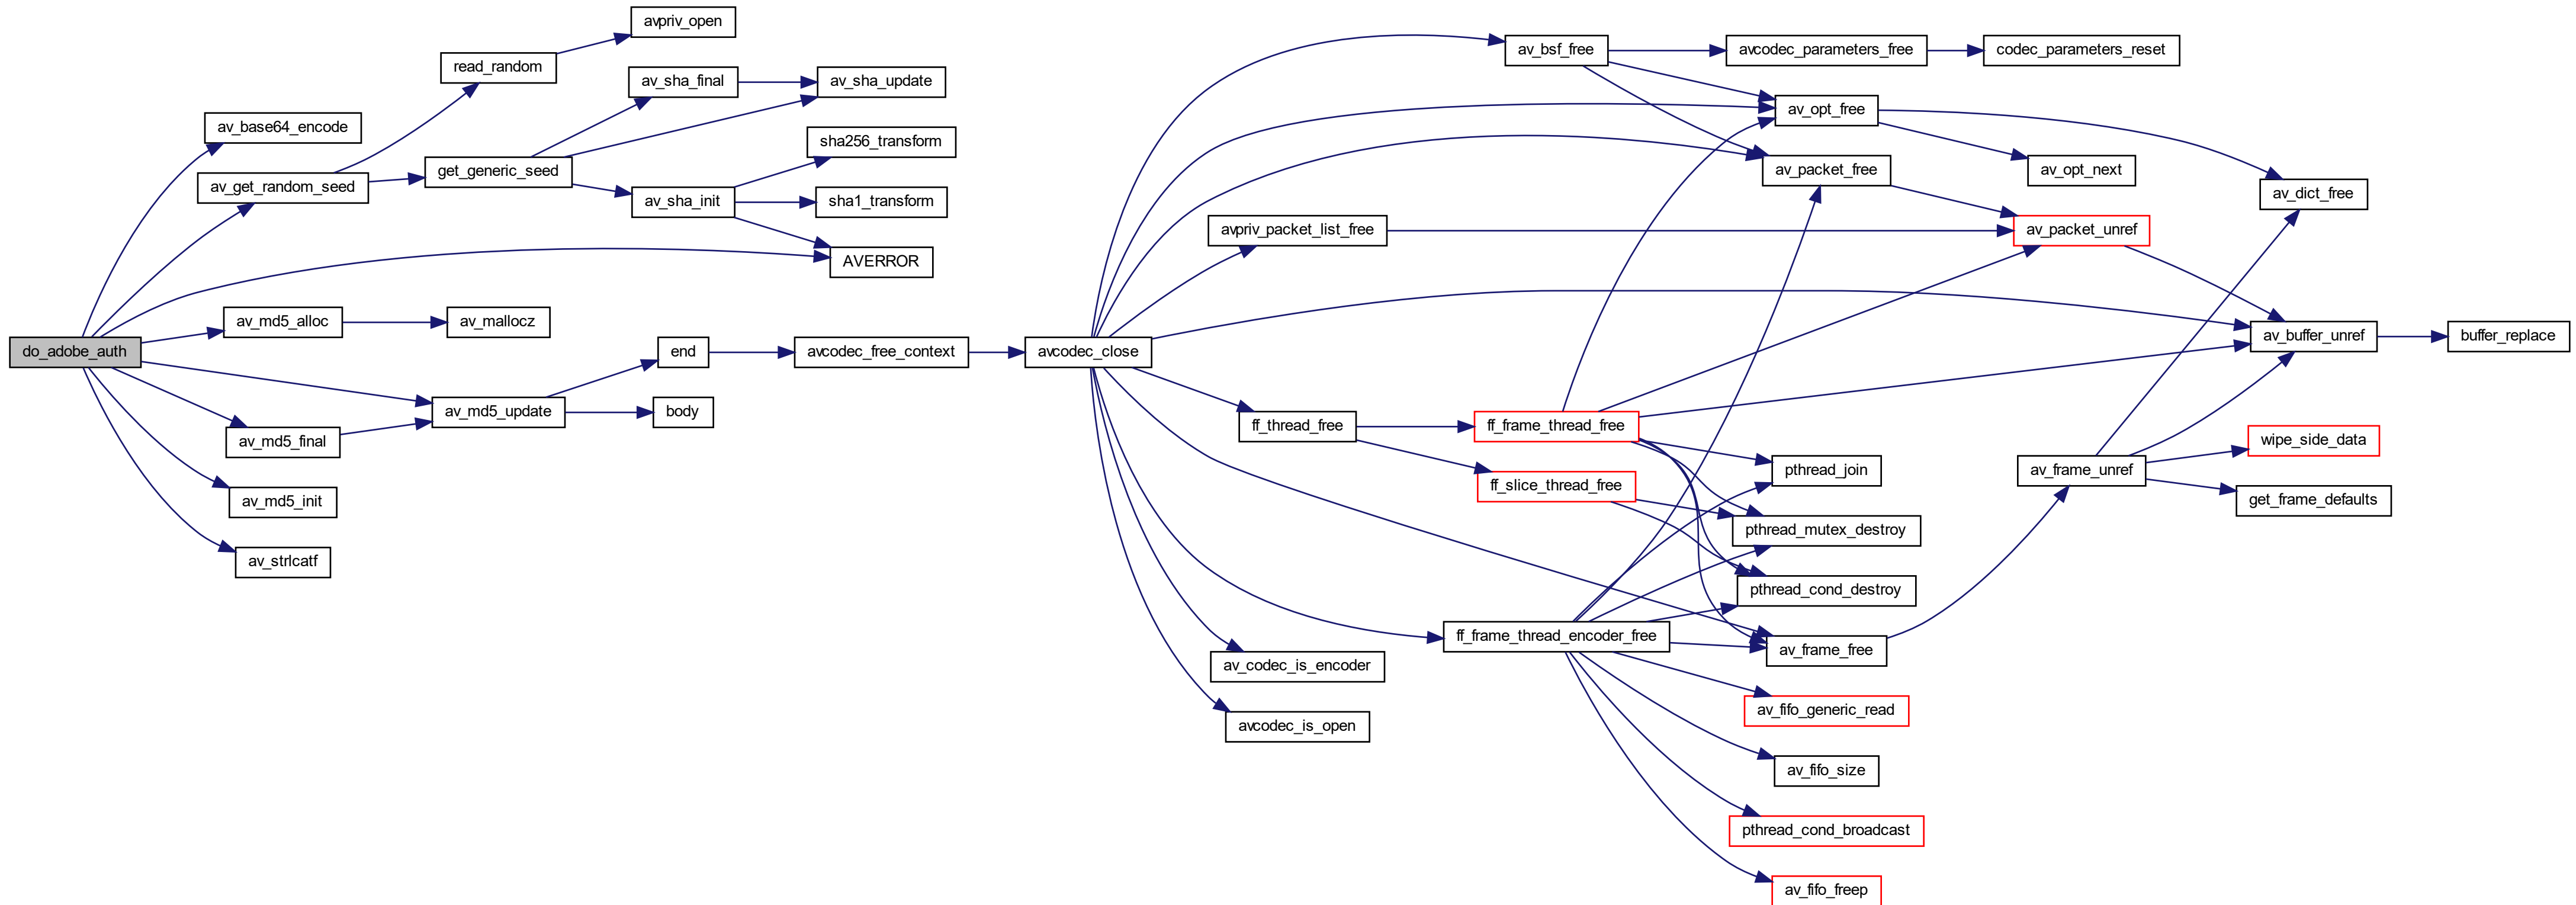 do_adobe_auth
av_base64_encode
av_get_random_seed
read_random
avpriv_open
get_generic_seed
av_sha_final
av_sha_update
av_sha_init
sha256_transform
sha1_transform
AVERROR
av_md5_alloc
av_mallocz
av_md5_update
end
body
av_md5_final
av_md5_init
av_strlcatf
avcodec_free_context
avcodec_close
av_bsf_free
avcodec_parameters_free
codec_parameters_reset
av_opt_free
av_opt_next
av_dict_free
av_packet_free
avpriv_packet_list_free
av_packet_unref
av_buffer_unref
buffer_replace
ff_thread_free
ff_frame_thread_free
ff_slice_thread_free
pthread_join
pthread_mutex_destroy
pthread_cond_destroy
av_frame_unref
wipe_side_data
get_frame_defaults
ff_frame_thread_encoder_free
av_frame_free
av_codec_is_encoder
avcodec_is_open
av_fifo_generic_read
av_fifo_size
pthread_cond_broadcast
av_fifo_freep